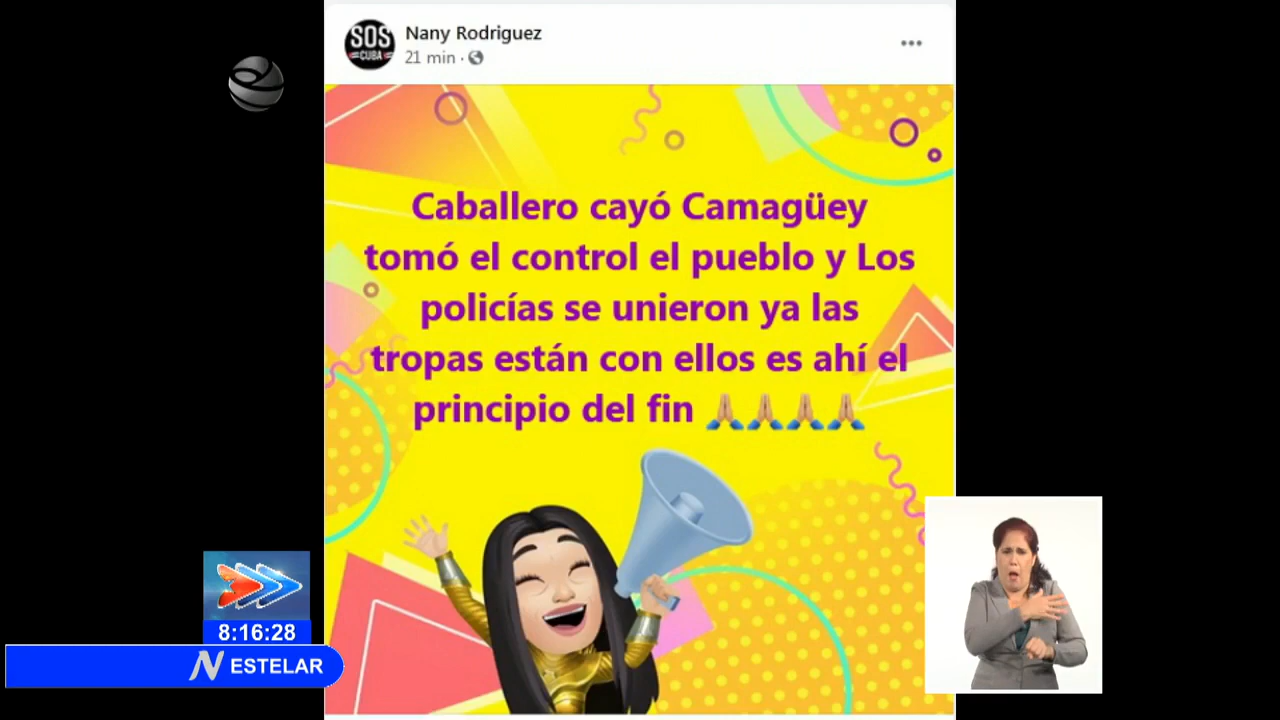 SOS
CUBA
Nany Rodriguez
21 min ·
Caballero cayó Camagüey
tomó el control el pueblo y Los
policías se unieron ya las
tropas están con ellos es ahí el
principio del fin 🙏🙏🙏🙏
8:16:28
N ESTELAR